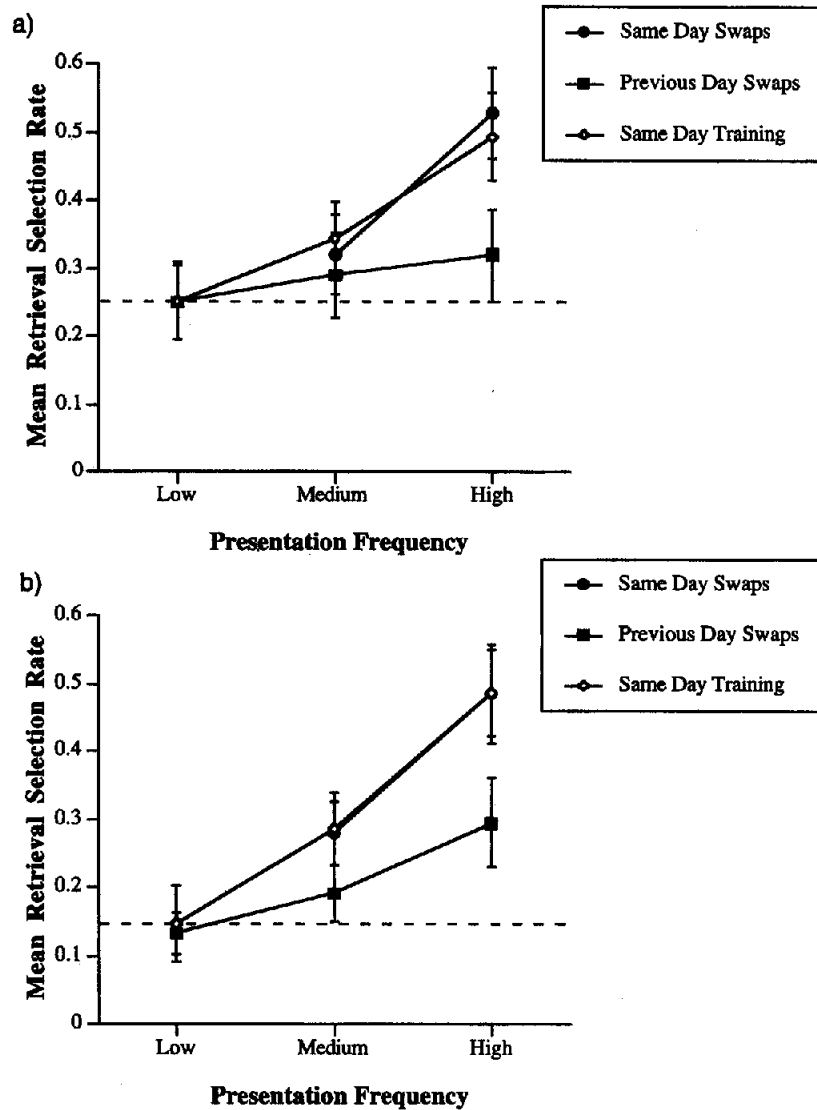 a)
Same Day Swaps
Previous Day Swaps
Same Day Training
Mean Retrieval Selection Rate
0.6
0.5
0.4
0.3
0.2
0.1
0
Low Medium High
Presentation Frequency
b)
Same Day Swaps
Previous Day Swaps
Same Day Training
Mean Retrieval Selection Rate
0.6
0.5
0.4
0.3
0.2
0.1
0
Low Medium High
Presentation Frequency